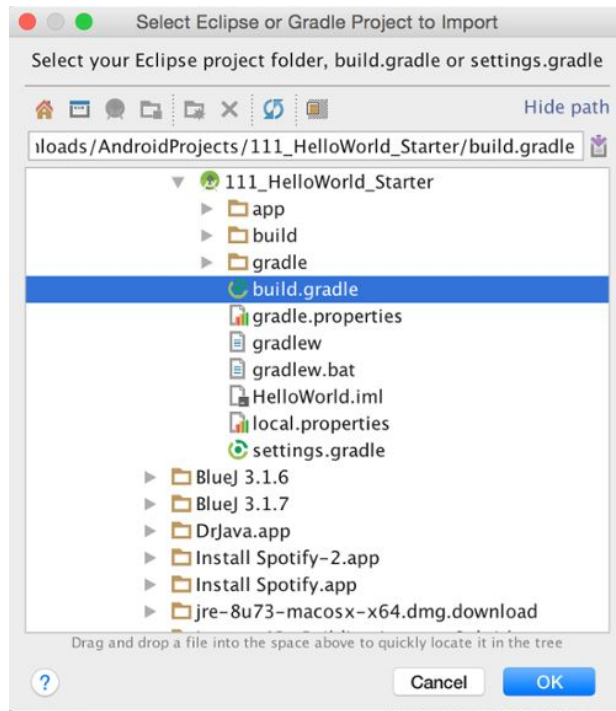 Select Eclipse or Gradle Project to Import
Select your Eclipse project folder, build.gradle or settings.gradle
Hide path
loads/AndroidProjects/111_HelloWorld_Starter/build.gradle
111_HelloWorld_Starter
app
build
gradle
build.gradle
gradle.properties
gradlew
gradlew.bat
HelloWorld.iml
local.properties
settings.gradle
BlueJ 3.1.6
BlueJ 3.1.7
DrJava.app
Install Spotify-2.app
Install Spotify.app
jre-8u73-macosx-x64.dmg.download
Drag and drop a file into the space above to quickly locate it in the tree
? Cancel OK